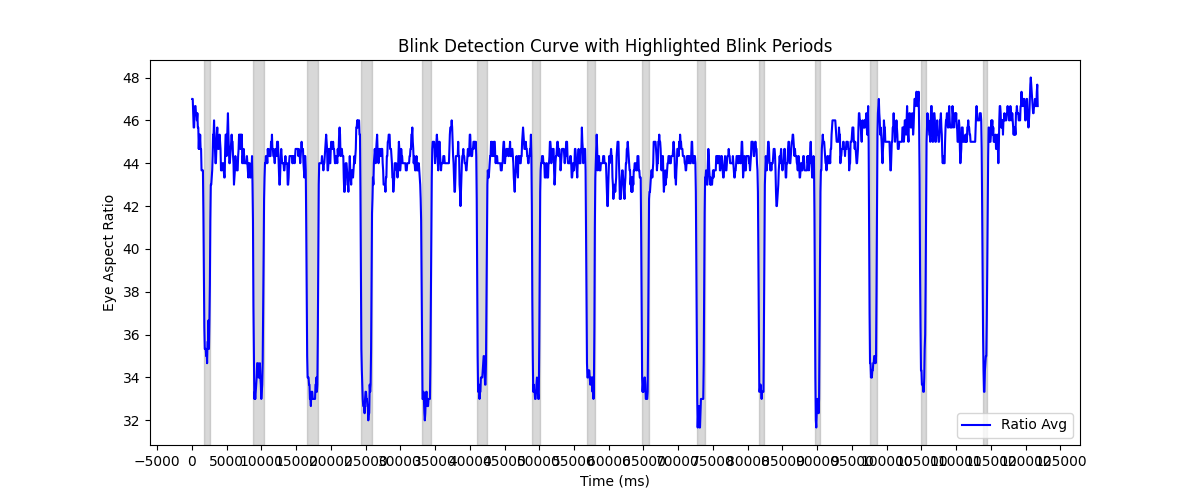 Blink Detection Curve with Highlighted Blink Periods
48
46
44
42
40
38
36
34
32
Eye Aspect Ratio
Ratio Avg
−5000 0 5000 10000 15000 20000 25000 30000 35000 40000 45000 50000 55000 60000 65000 70000 75000 80000 85000 90000 95000 100000 105000 110000 115000 120000 125000
Time (ms)